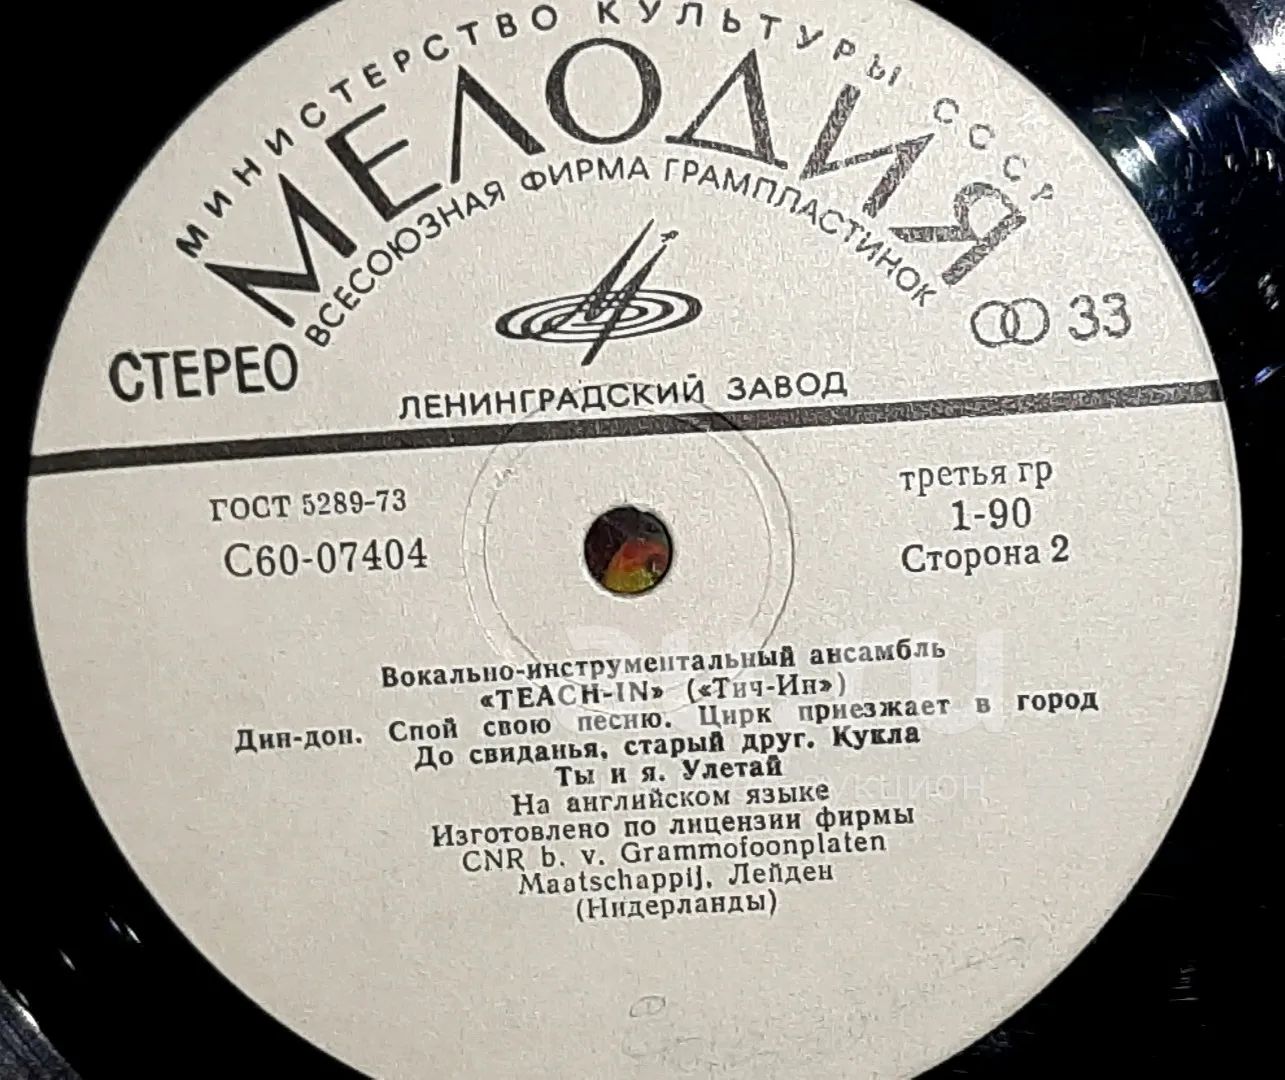 МИНИСТЕРСТВО КУЛЬТУРЫ СССР
МЕЛОДИЯ
ВСЕСОЮЗНАЯ ФИРМА ГРАМПЛАСТИНОК
СТЕРЕО
33
ЛЕНИНГРАДСКИЙ ЗАВОД
ГОСТ 5289-73
С60-07404
третья гр
1-90
Сторона 2
Вокально-инструментальный ансамбль
«TEACH-IN» («Тич-Ин»)
Дин-дон. Спой свою песню. Цирк приезжает в город
До свиданья, старый друг. Кукла
Ты и я. Улетай
На английском языке
Изготовлено по лицензии фирмы
CNR b. v. Grammofoonplaten
Maatschappij, Лейден
(Нидерланды)